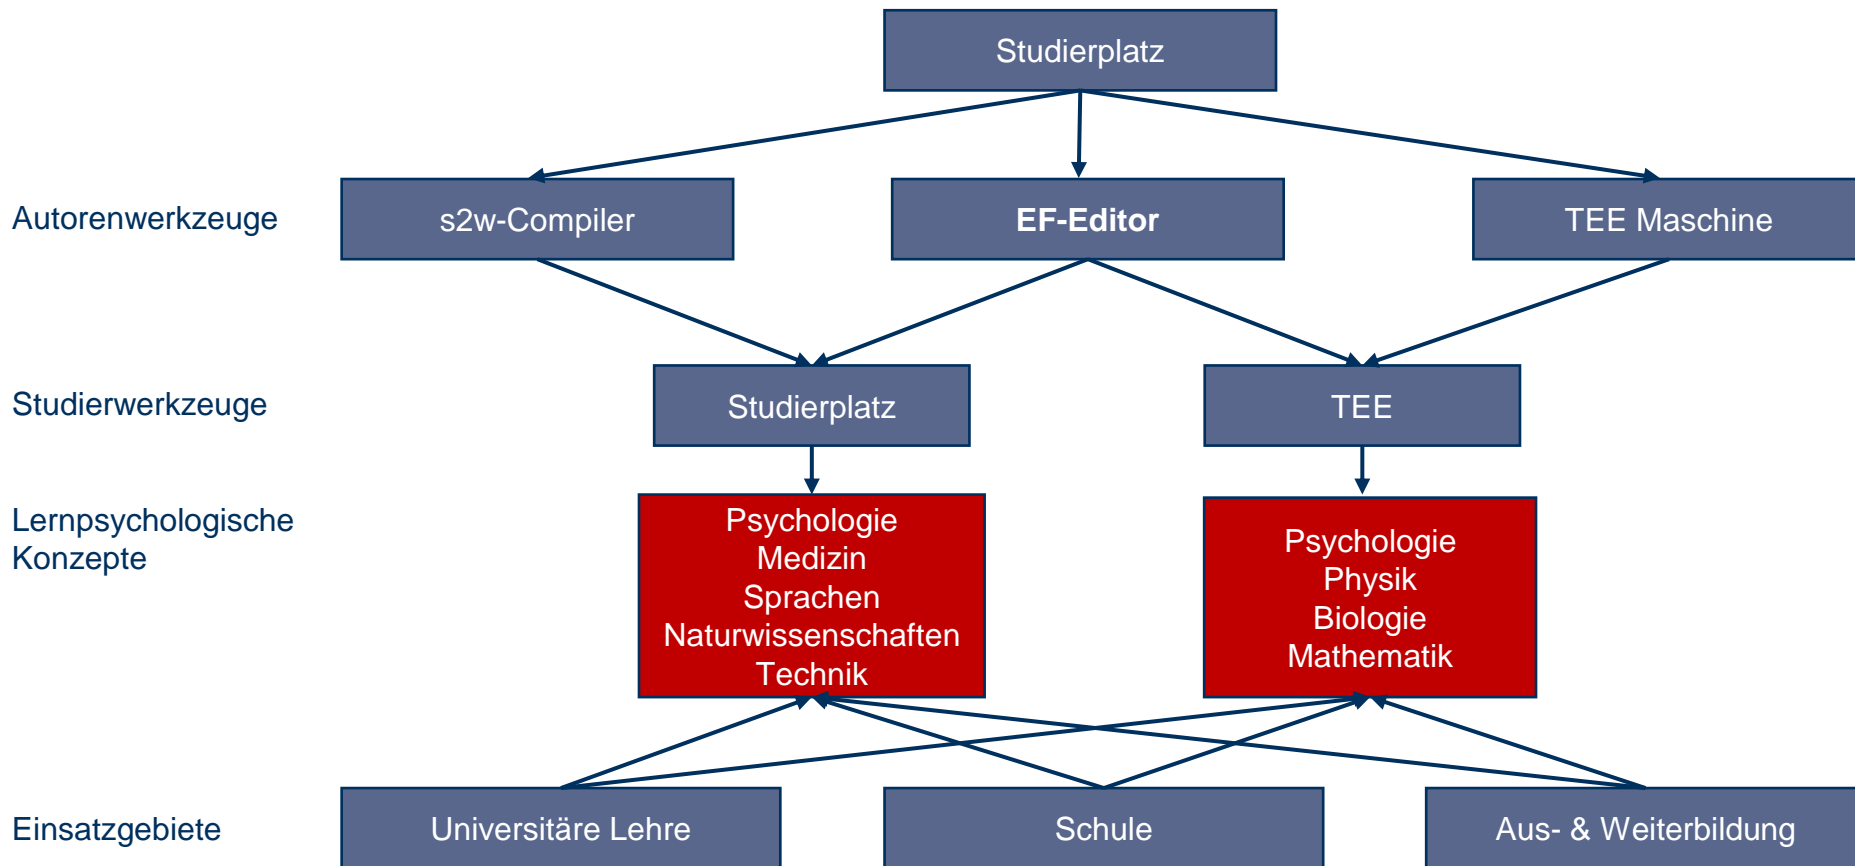 Studierplatz
Autorenwerkzeuge
s2w-Compiler
EF-Editor
TEE Maschine
Studierwerkzeuge
Studierplatz
TEE
Lernpsychologische
Konzepte
Psychologie
Medizin
Sprachen
Naturwissenschaften
Technik
Psychologie
Physik
Biologie
Mathematik
Einsatzgebiete
Universitäre Lehre
Schule
Aus- & Weiterbildung